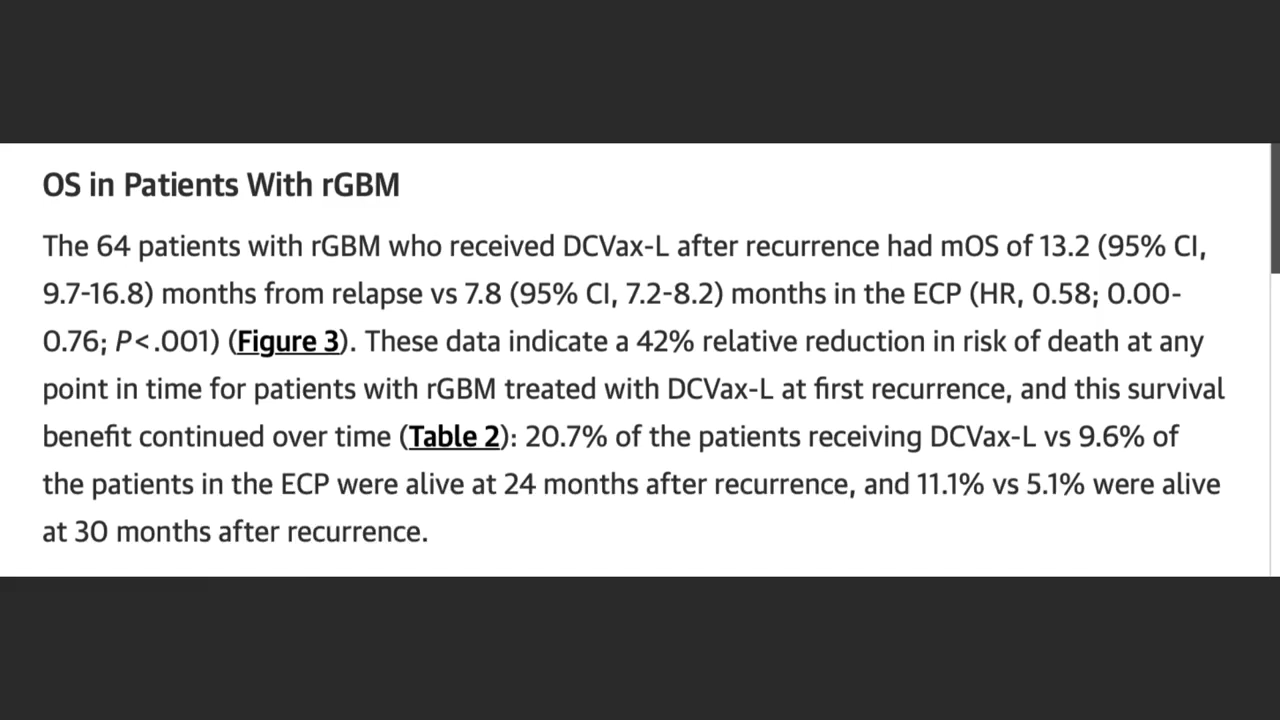 OS in Patients With rGBM
The 64 patients with rGBM who received DCVax-L after recurrence had mOS of 13.2 (95% CI,
9.7-16.8) months from relapse vs 7.8 (95% CI, 7.2-8.2) months in the ECP (HR, 0.58; 0.00-
0.76; P<.001) (Figure 3). These data indicate a 42% relative reduction in risk of death at any
point in time for patients with rGBM treated with DCVax-L at first recurrence, and this survival
benefit continued over time (Table 2): 20.7% of the patients receiving DCVax-L vs 9.6% of
the patients in the ECP were alive at 24 months after recurrence, and 11.1% vs 5.1% were alive
at 30 months after recurrence.